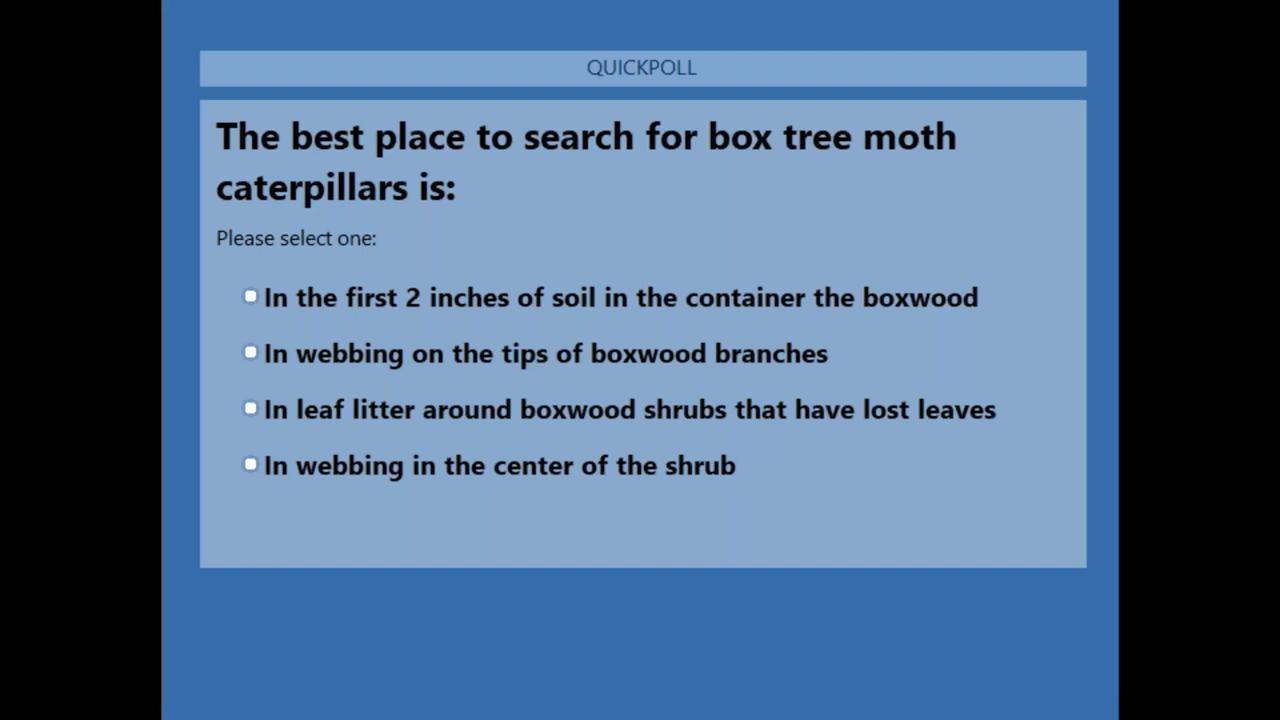 QUICKPOLL
The best place to search for box tree moth
caterpillars is:
Please select one:
In the first 2 inches of soil in the container the boxwood
In webbing on the tips of boxwood branches
In leaf litter around boxwood shrubs that have lost leaves
In webbing in the center of the shrub